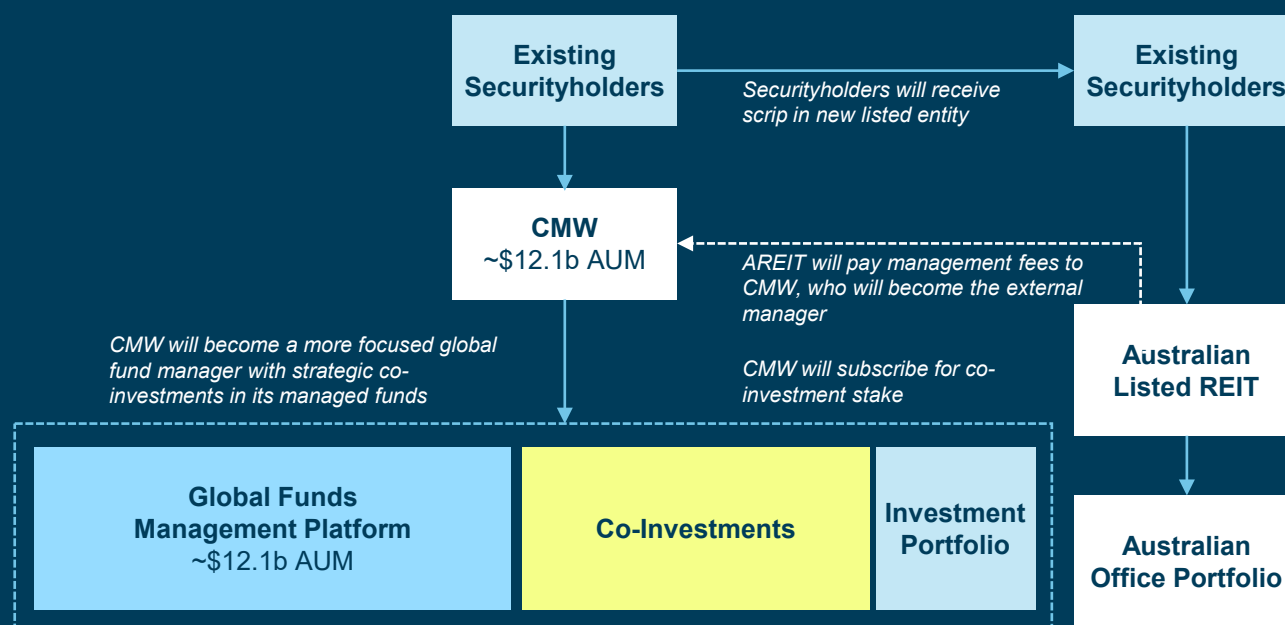 Existing
Securityholders
Securityholders will receive
scrip in new listed entity
Existing
Securityholders
CMW
~$12.1b AUM
AREIT will pay management fees to
CMW, who will become the external
manager
CMW will subscribe for co-
investment stake
CMW will become a more focused global
fund manager with strategic co-
investments in its managed funds
Australian
Listed REIT
Global Funds
Management Platform
~$12.1b AUM
Co-Investments
Investment
Portfolio
Australian
Office Portfolio